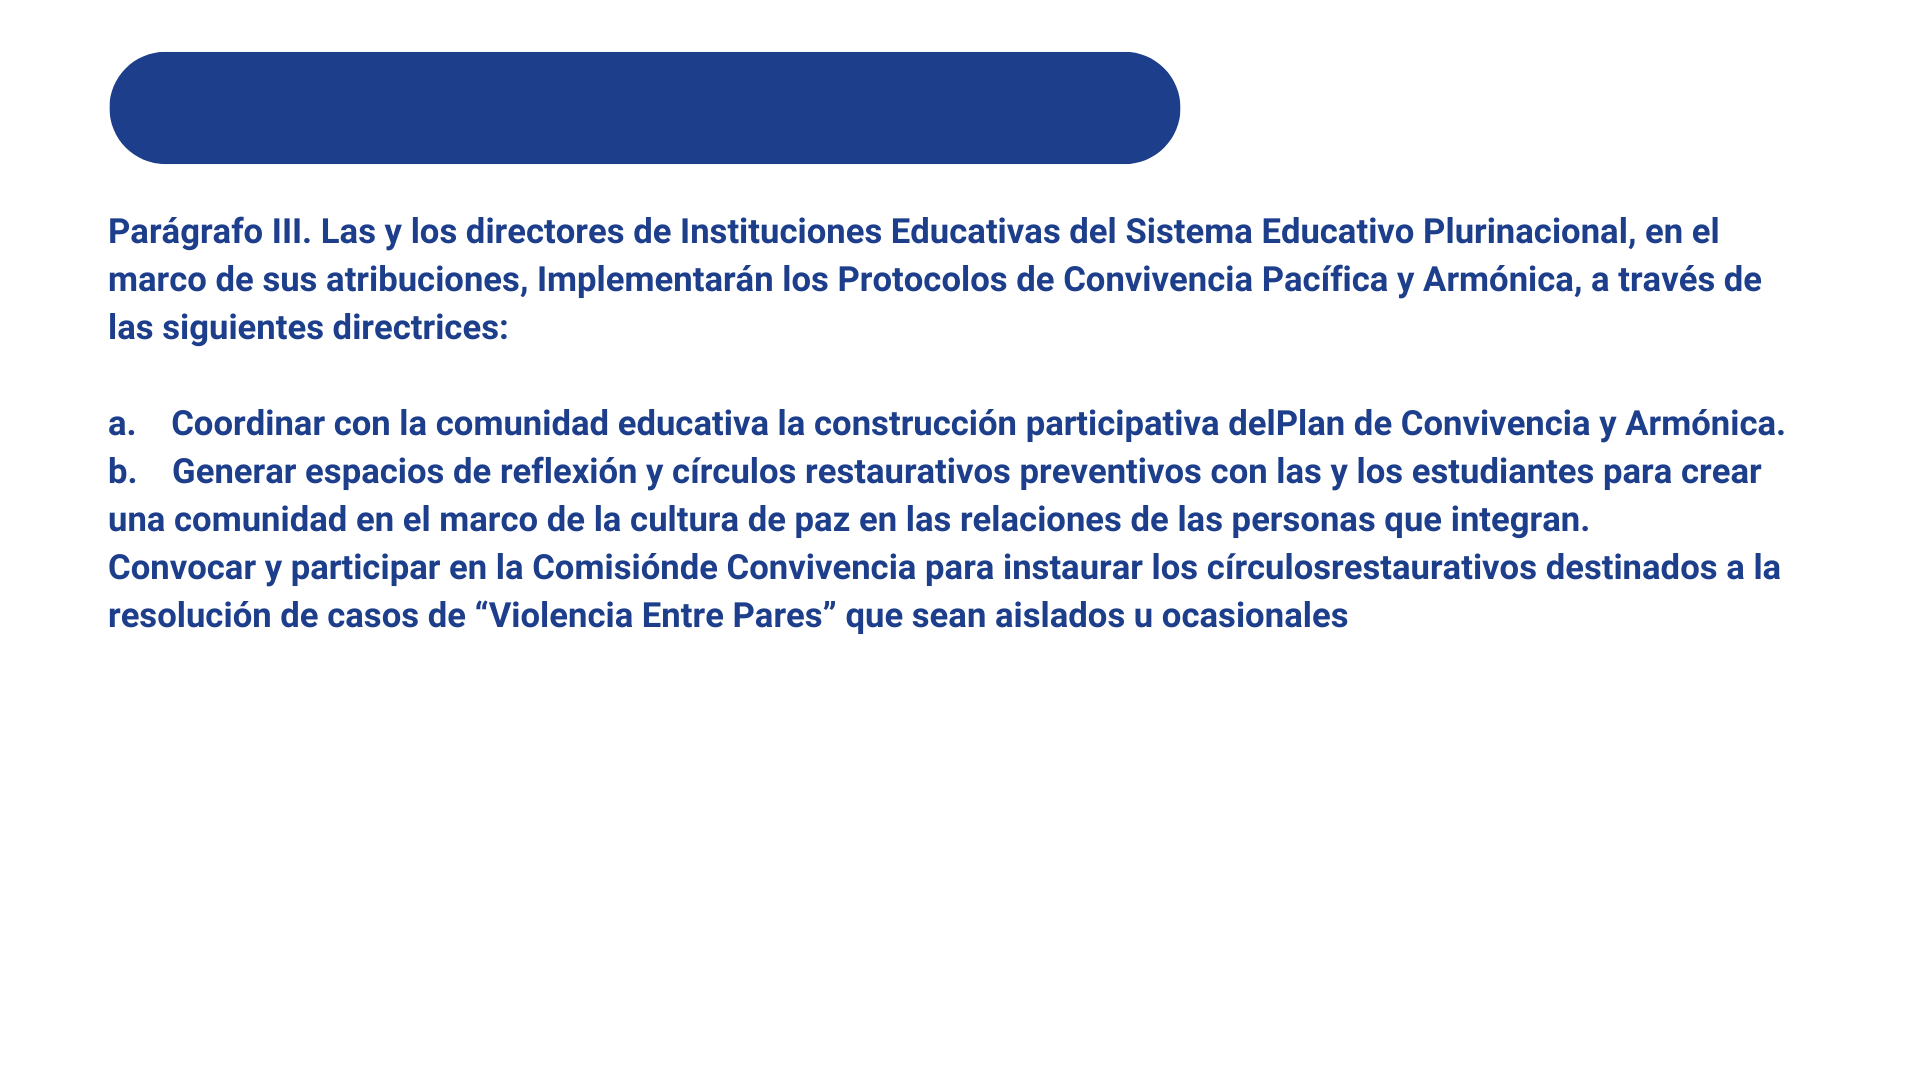 Parágrafo III. Las y los directores de Instituciones Educativas del Sistema Educativo Plurinacional, en el
marco de sus atribuciones, Implementarán los Protocolos de Convivencia Pacífica y Armónica, a través de
las siguientes directrices:
a. Coordinar con la comunidad educativa la construcción participativa delPlan de Convivencia y Armónica.
b. Generar espacios de reflexión y círculos restaurativos preventivos con las y los estudiantes para crear
una comunidad en el marco de la cultura de paz en las relaciones de las personas que integran.
Convocar y participar en la Comisiónde Convivencia para instaurar los círculosrestaurativos destinados a la
resolución de casos de “Violencia Entre Pares” que sean aislados u ocasionales